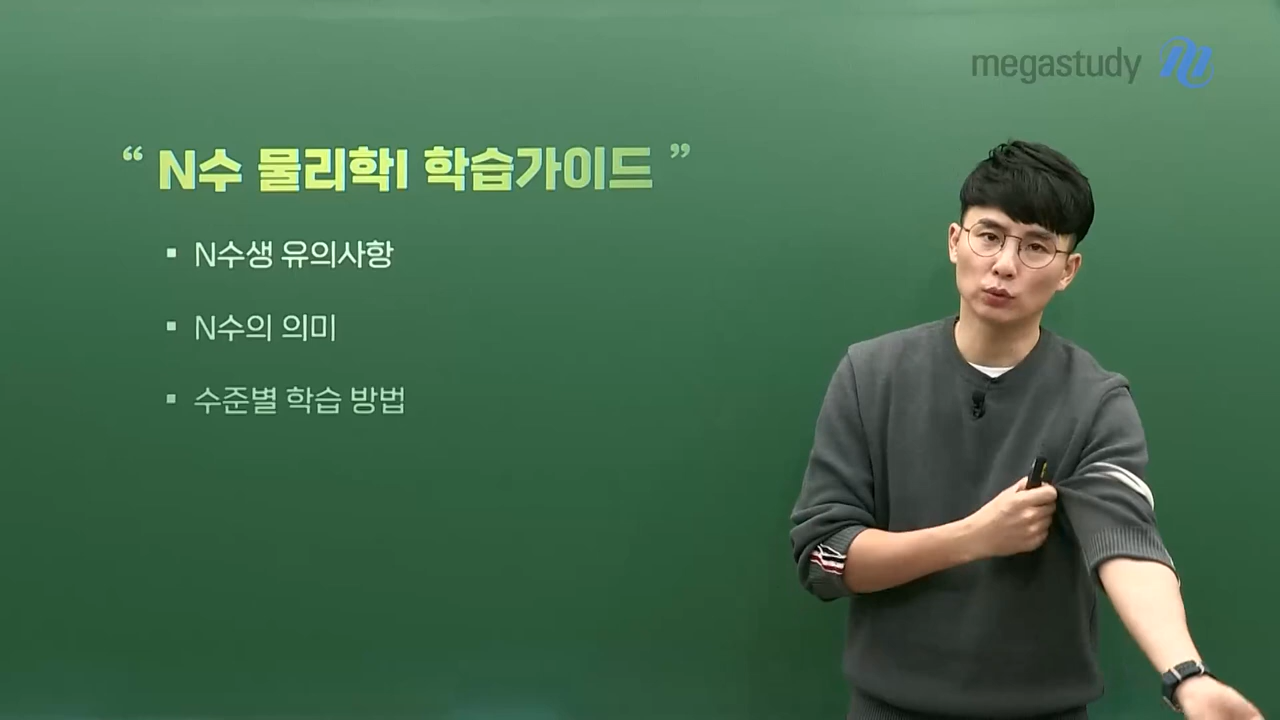 megastudy
“ N수 물리학I 학습가이드 ”
▪ N수생 유의사항
▪ N수의 의미
▪ 수준별 학습 방법